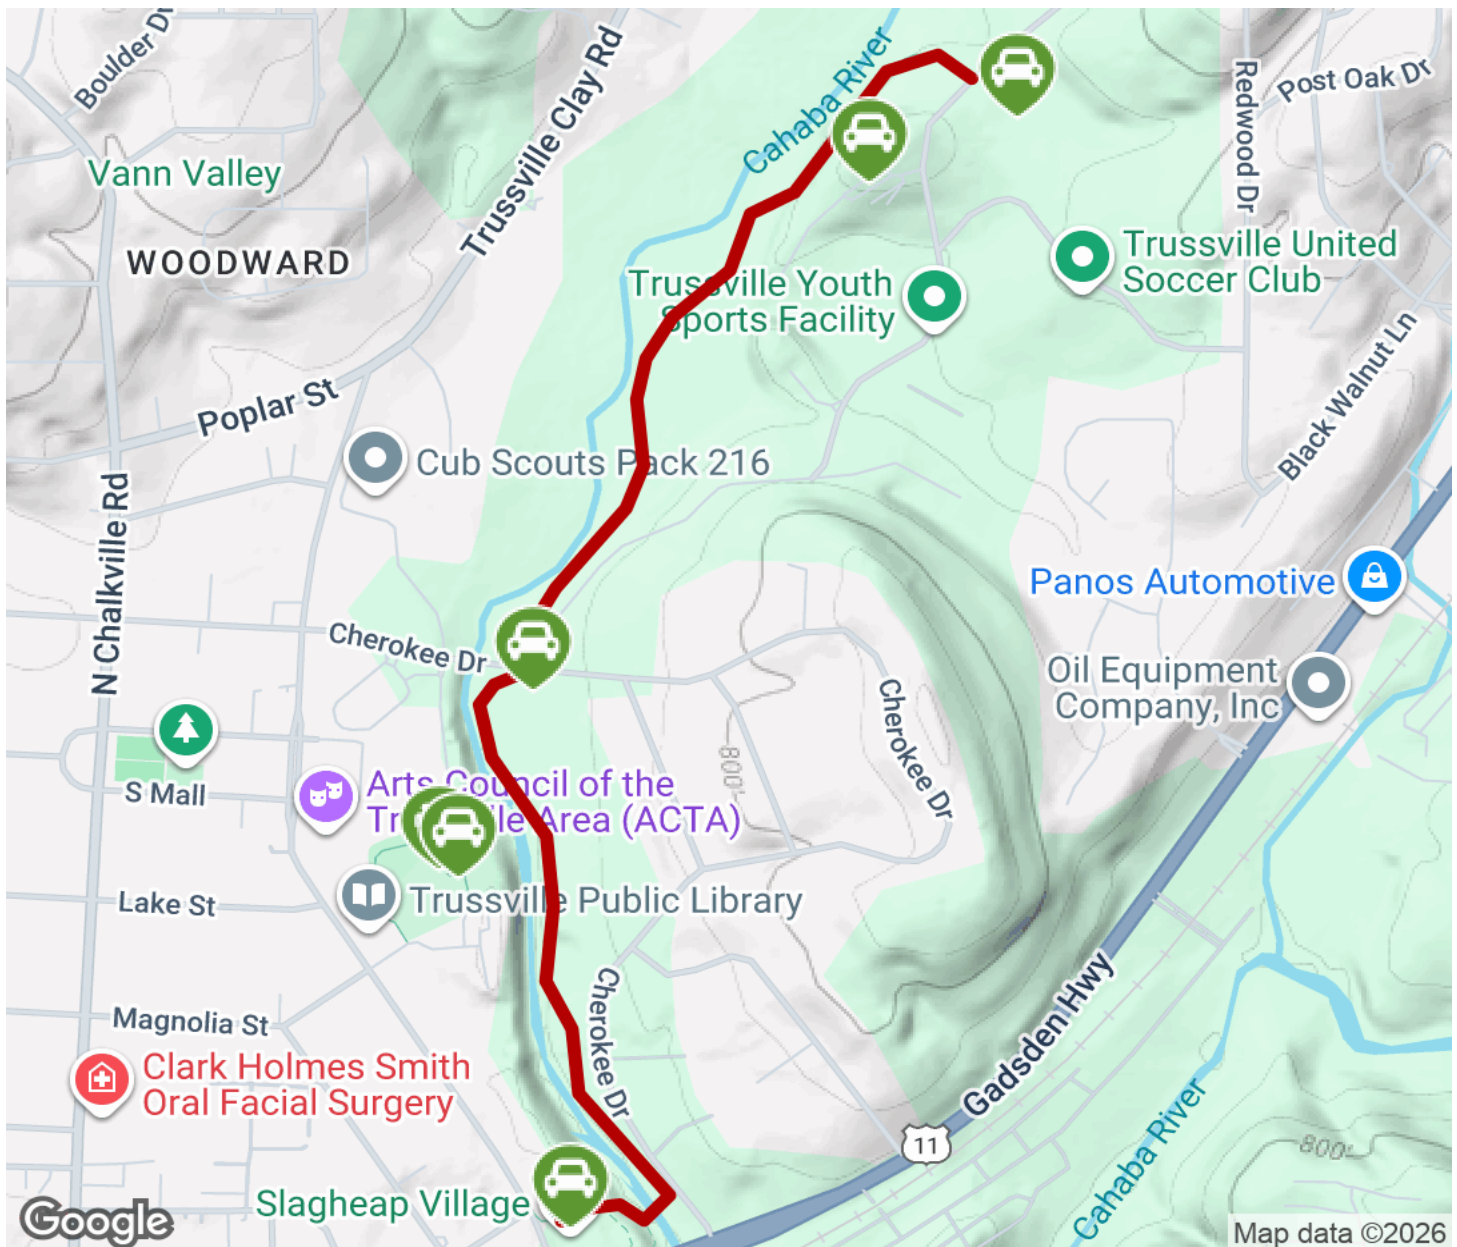 Boulder Dr
Trussville Clay Rd
Cahaba River
Redwood Dr
Post Oak Dr
Vann Valley
WOODWARD
Trussville United
Soccer Club
Trussville Youth
Sports Facility
Black Walnut Ln
Poplar St
Cub Scouts Pack 216
N Chalkville Rd
Panos Automotive
Cherokee Dr
Oil Equipment
Company, Inc
Cherokee Dr
800'
S Mall
Arts Council of the
Area (ACTA)
Lake St
Trussville Public Library
Cherokee Dr
Gadsden Hwy
Magnolia St
Clark Holmes Smith
Oral Facial Surgery
11
800'
Cahaba River
Slagheap Village
Google
Map data ©2026